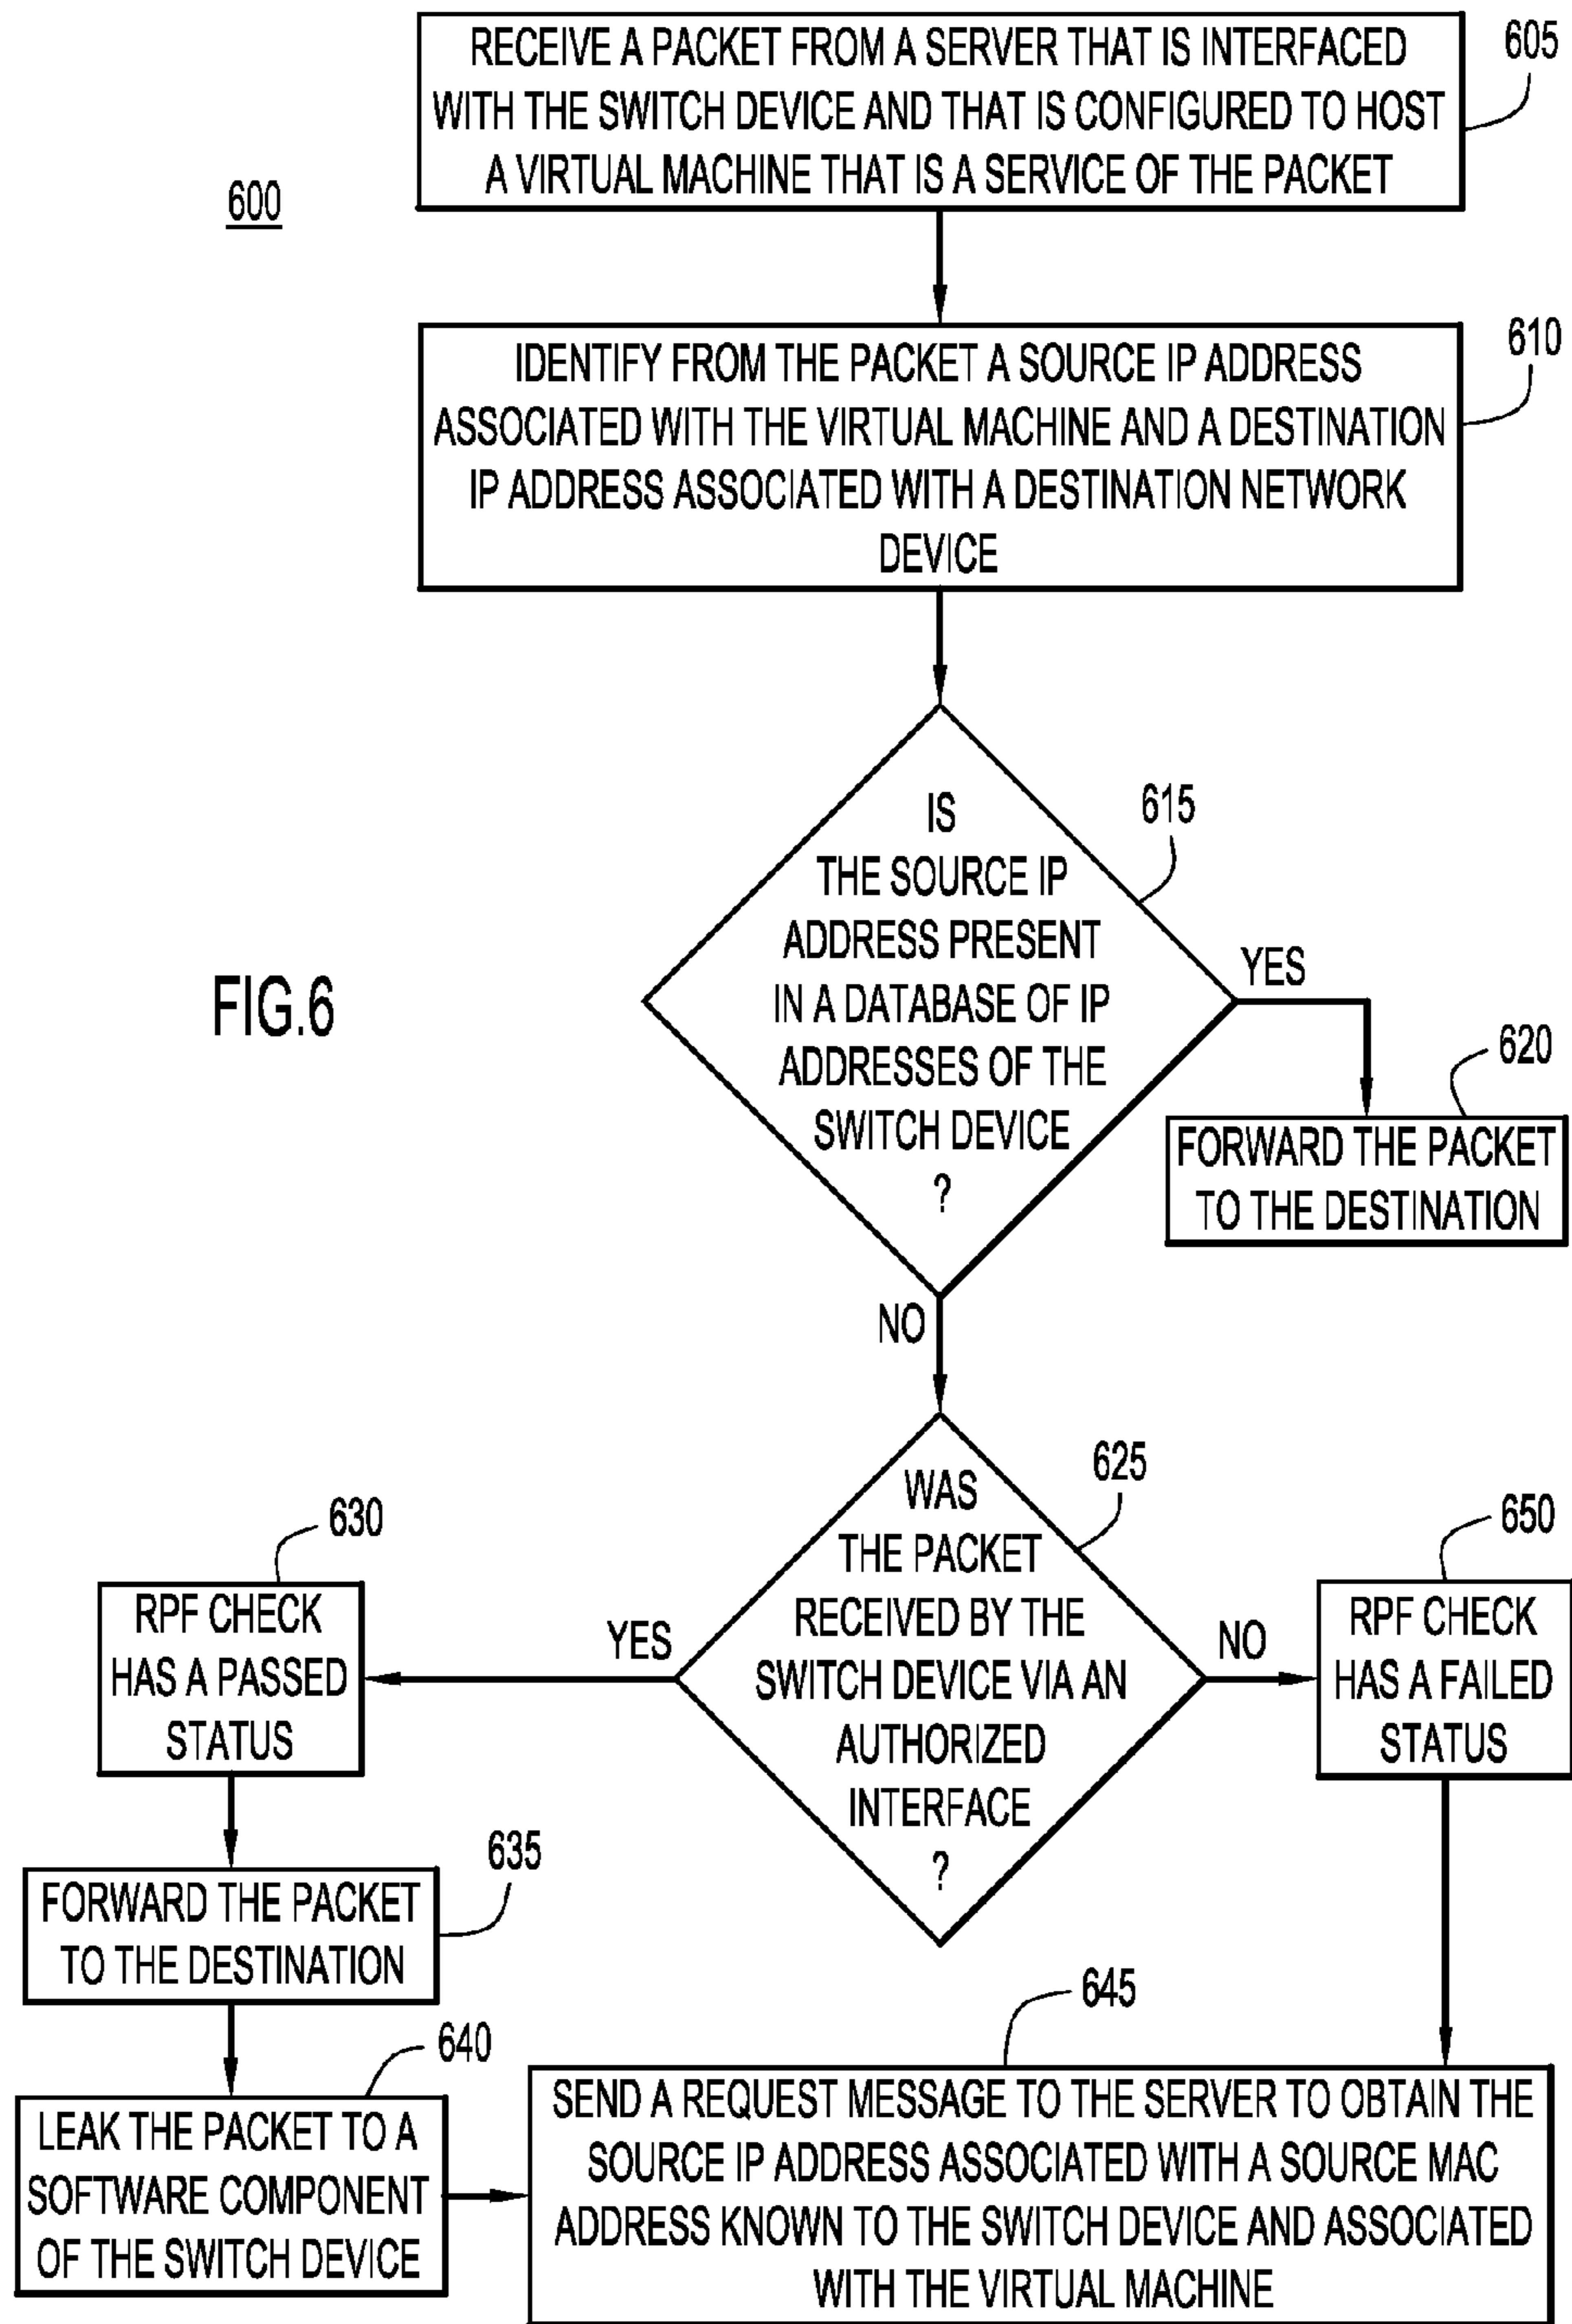 600
RECEIVE A PACKET FROM A SERVER THAT IS INTERFACED
WITH THE SWITCH DEVICE AND THAT IS CONFIGURED TO HOST
A VIRTUAL MACHINE THAT IS A SERVICE OF THE PACKET
605
IDENTIFY FROM THE PACKET A SOURCE IP ADDRESS
ASSOCIATED WITH THE VIRTUAL MACHINE AND A DESTINATION
IP ADDRESS ASSOCIATED WITH A DESTINATION NETWORK
DEVICE
610
IS
THE SOURCE IP
ADDRESS PRESENT
IN A DATABASE OF IP
ADDRESSES OF THE
SWITCH DEVICE
?
615
YES
FIG.6
620
FORWARD THE PACKET
TO THE DESTINATION
NO
WAS
THE PACKET
RECEIVED BY THE
SWITCH DEVICE VIA AN
AUTHORIZED
INTERFACE
?
625
YES
NO
630
RPF CHECK
HAS A PASSED
STATUS
650
RPF CHECK
HAS A FAILED
STATUS
635
FORWARD THE PACKET
TO THE DESTINATION
640
LEAK THE PACKET TO A
SOFTWARE COMPONENT
OF THE SWITCH DEVICE
645
SEND A REQUEST MESSAGE TO THE SERVER TO OBTAIN THE
SOURCE IP ADDRESS ASSOCIATED WITH A SOURCE MAC
ADDRESS KNOWN TO THE SWITCH DEVICE AND ASSOCIATED
WITH THE VIRTUAL MACHINE